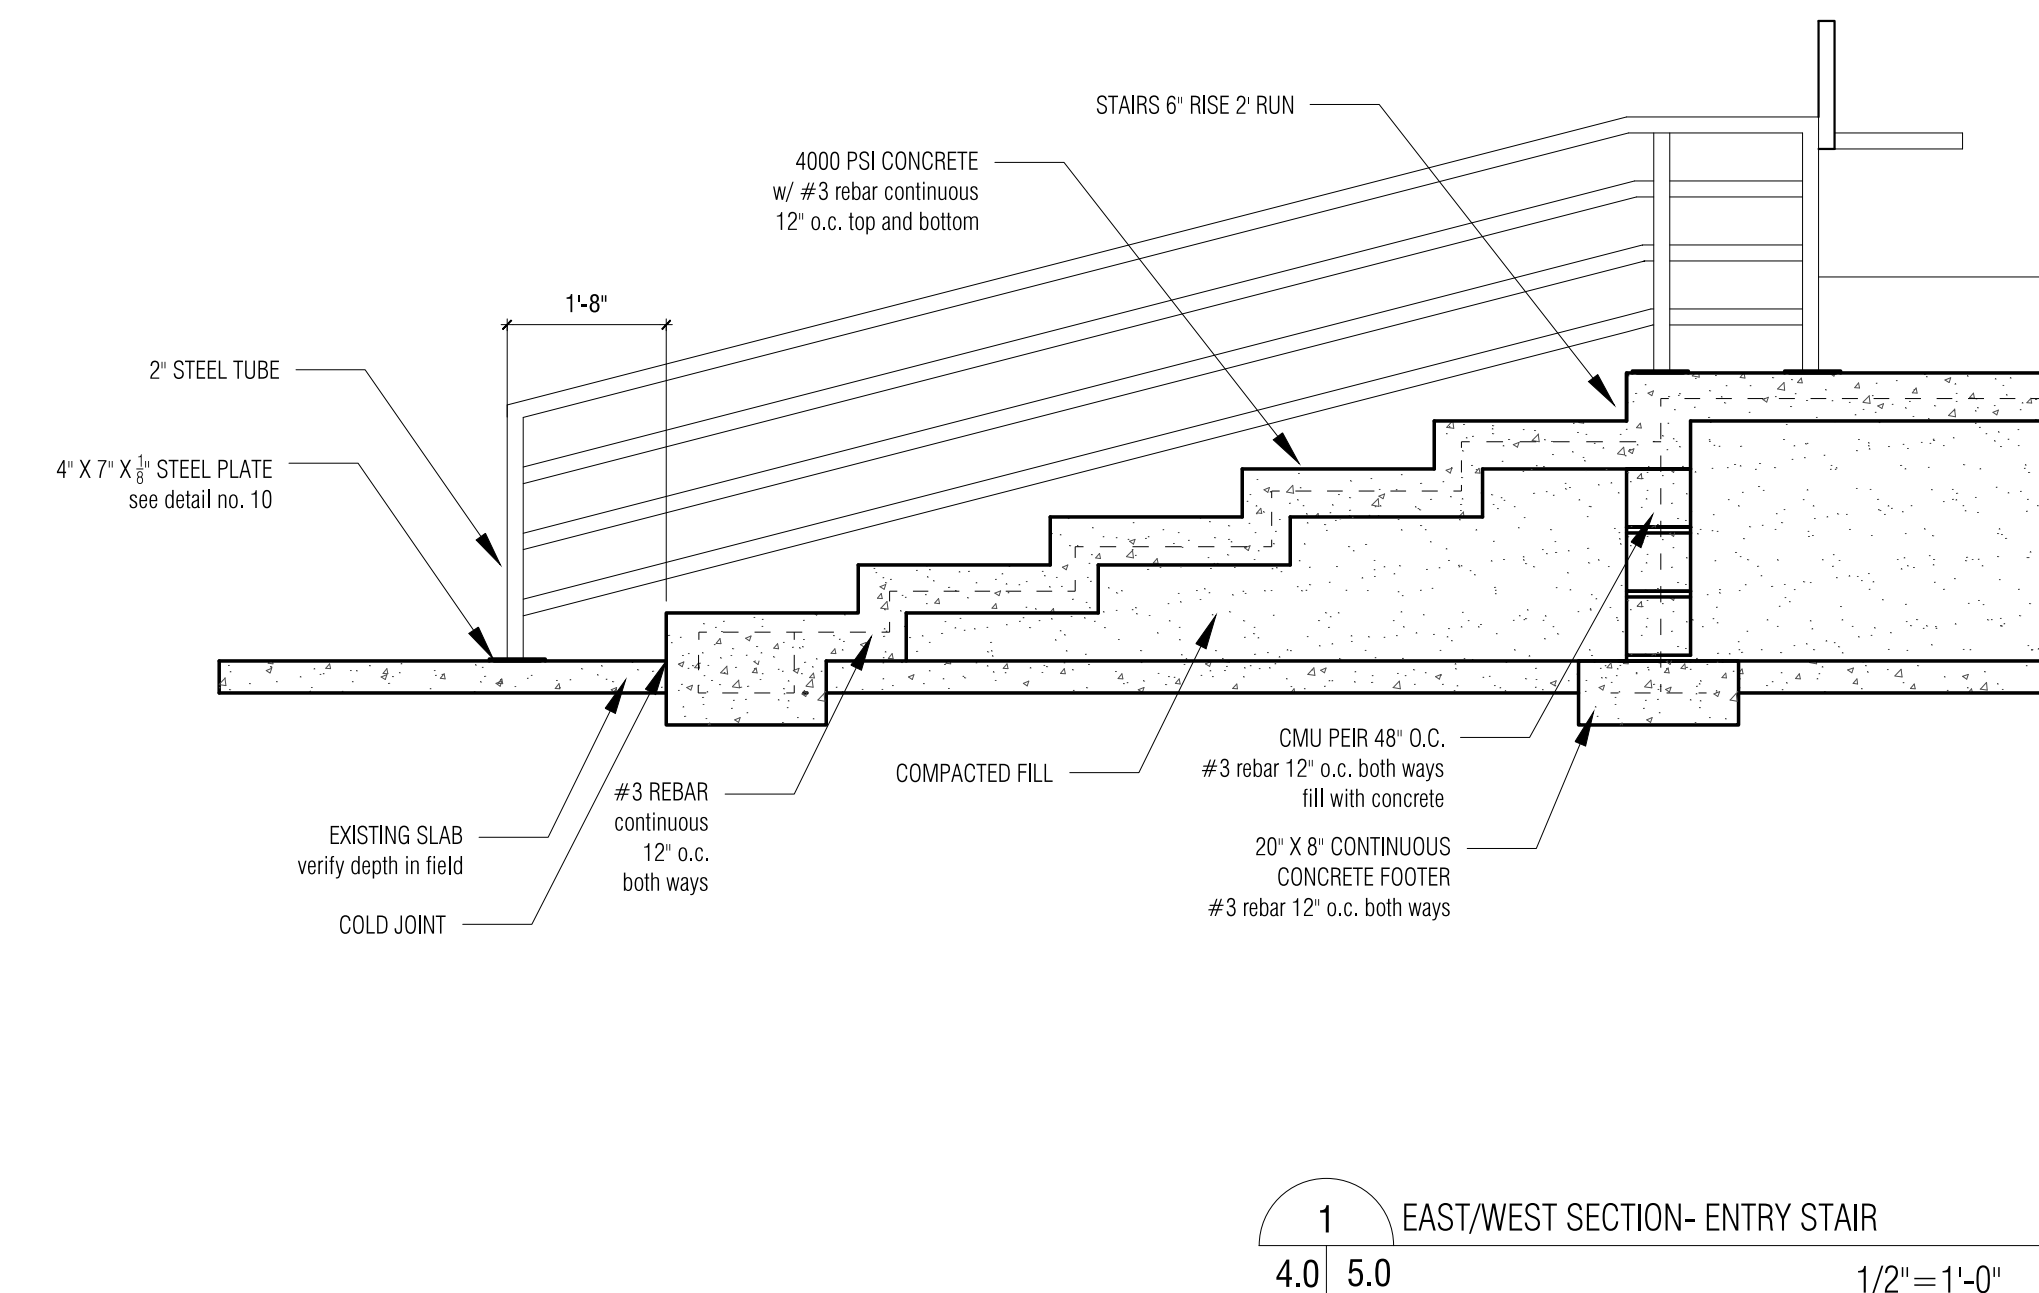 STAIRS 6" RISE 2' RUN
4000 PSI CONCRETE
w/ #3 rebar continuous
12" o.c. top and bottom
1'-8"
2" STEEL TUBE
4" X 7" X 1/8" STEEL PLATE
see detail no. 10
CMU PEIR 48" O.C.
#3 rebar 12" o.c. both ways
fill with concrete
COMPACTED FILL
#3 REBAR
continuous
12" o.c.
both ways
EXISTING SLAB
verify depth in field
20" X 8" CONTINUOUS
CONCRETE FOOTER
#3 rebar 12" o.c. both ways
COLD JOINT
1 EAST/WEST SECTION- ENTRY STAIR
4.0 5.0 1/2"=1'-0"